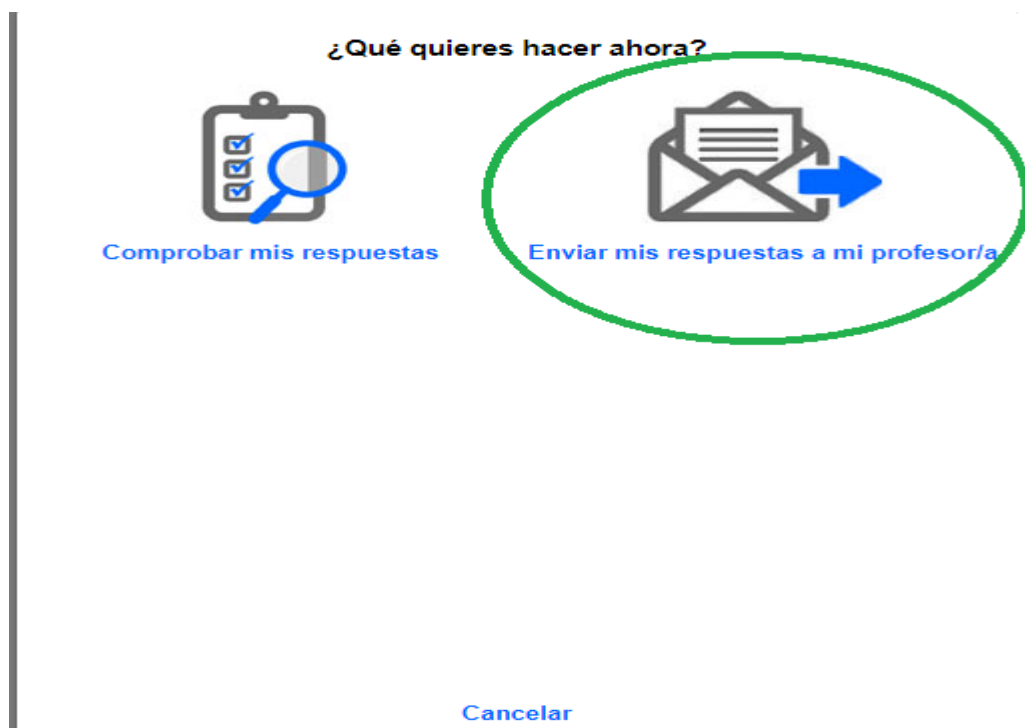 ¿Qué quieres hacer ahora?
Comprobar mis respuestas
Enviar mis respuestas a mi profesor/a
Cancelar